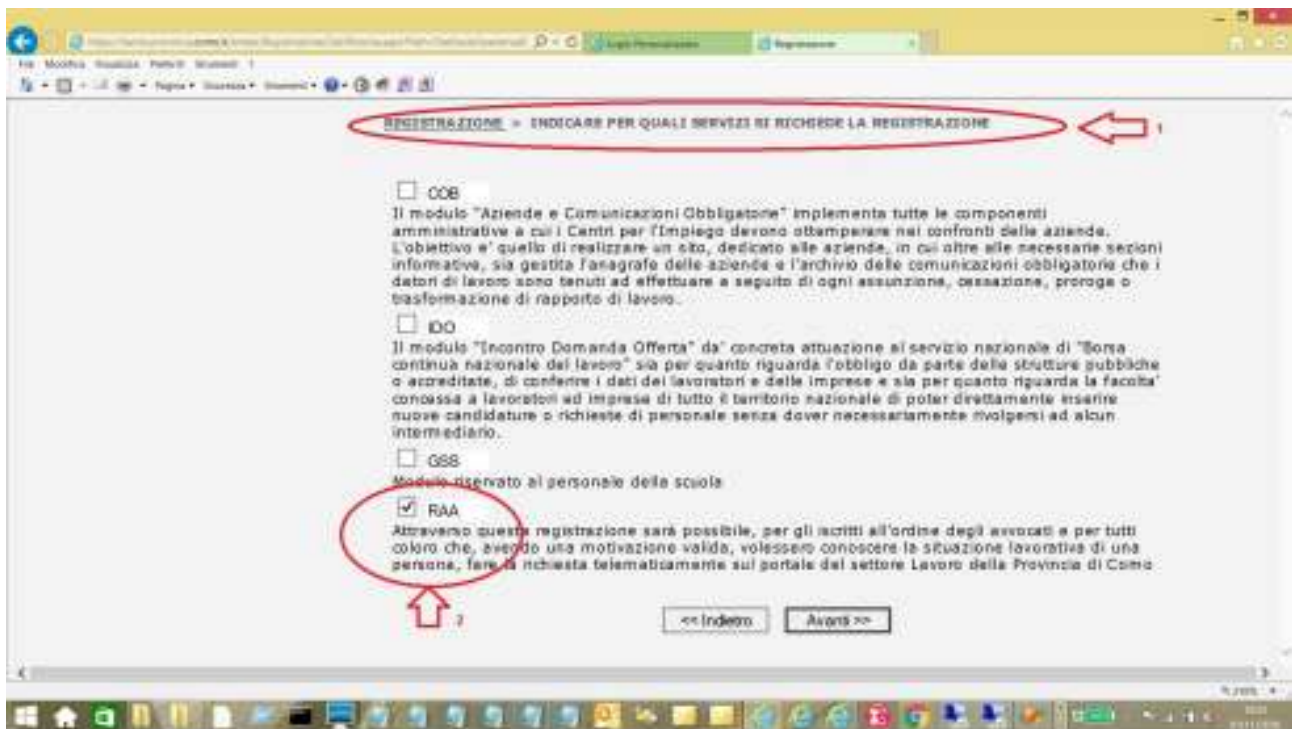 REGISTRAZIONE » INDICARE PER QUALI SERVIZI SI RICHIEDE LA REGISTRAZIONE
1
COB
Il modulo "Aziende e Comunicazioni Obbligatorie" implementa tutte le componenti
amministrative a cui i Centri per l'Impiego devono ottemperare nei confronti delle aziende.
L'obiettivo e' quello di realizzare un sito, dedicato alle aziende, in cui oltre alle necessarie sezioni
informative, sia gestita l'anagrafe delle aziende e l'archivio delle comunicazioni obbligatorie che i
datori di lavoro sono tenuti ad effettuare a seguito di ogni assunzione, cessazione, proroga o
trasformazione di rapporto di lavoro.
IDO
Il modulo "Incontro Domanda Offerta" da' concreta attuazione al servizio nazionale di "Borsa
continua nazionale del lavoro" sia per quanto riguarda l'obbligo da parte delle strutture pubbliche
o accreditate, di conferire i dati dei lavoratori e delle imprese e sia per quanto riguarda la facolta'
concessa a lavoratori ed imprese di tutto il territorio nazionale di poter direttamente inserire
nuove candidature o richieste di personale senza dover necessariamente rivolgersi ad alcun
intermediario.
GSS
Modulo riservato al personale della scuola
RAA
Attraverso questa registrazione sarà possibile, per gli iscritti all'ordine degli avvocati e per tutti
coloro che, avendo una motivazione valida, volessero conoscere la situazione lavorativa di una
persona, fare la richiesta telematicamente sul portale del settore Lavoro della Provincia di Como
2
<< Indietro Avanti >>